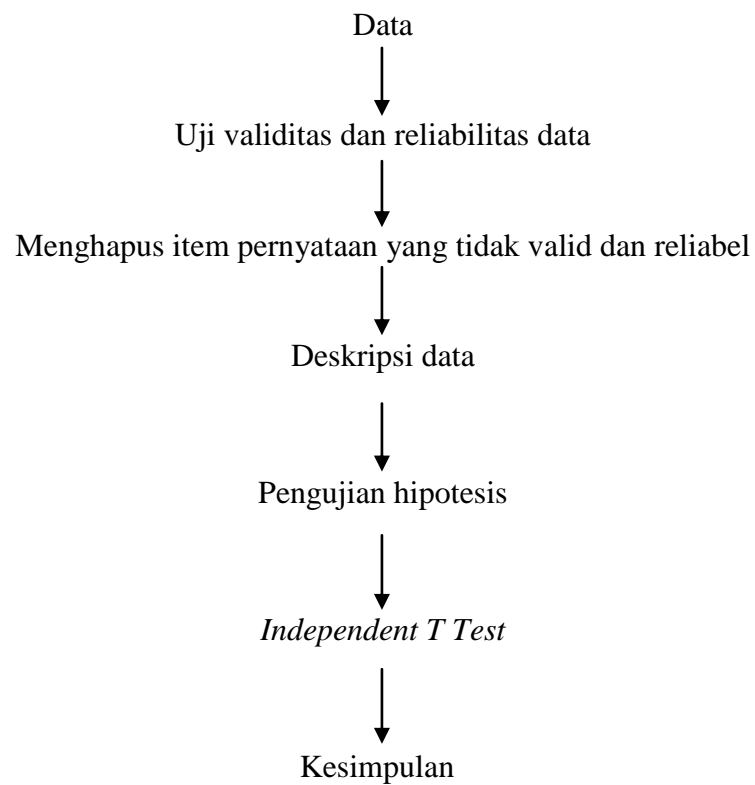 Data
Uji validitas dan reliabilitas data
Menghapus item pernyataan yang tidak valid dan reliabel
Deskripsi data
Pengujian hipotesis
Independent T Test
Kesimpulan